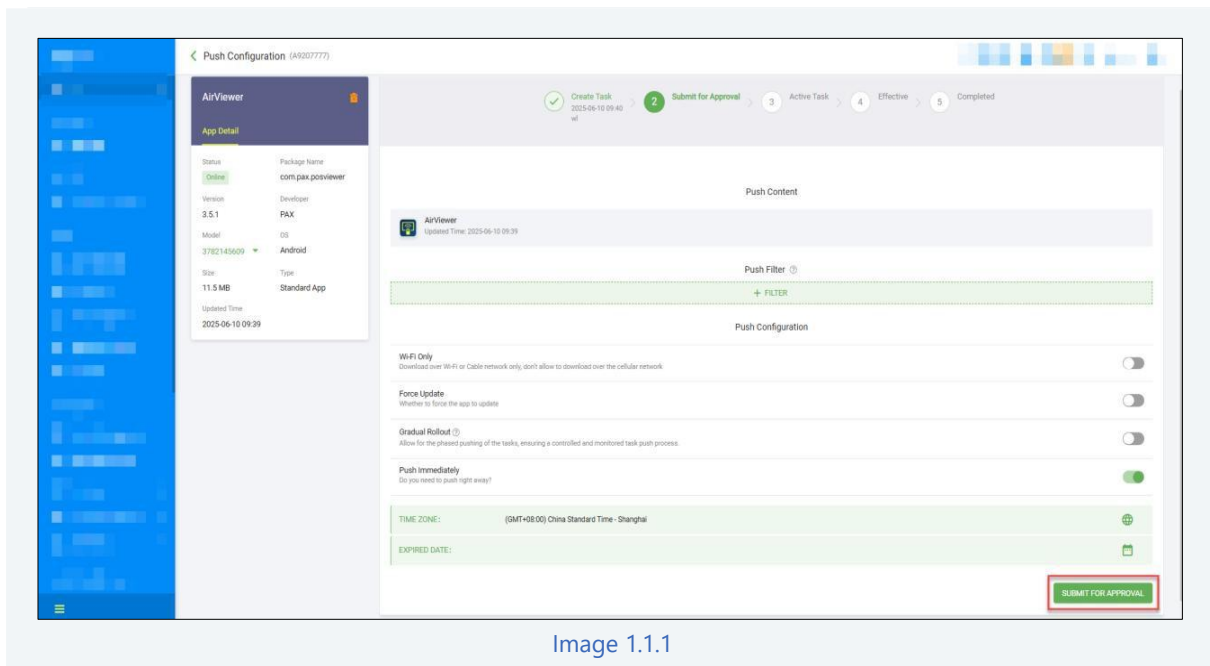 Push Configuration (A9207777)
AirViewer
App Detail
Status
Package Name
Online
com.pax.posviewer
Version
Developer
3.5.1
PAX
Model
OS
3782145609
Android
Size
Type
11.5 MB
Standard App
Updated Time
2025-06-10 09:39
Create Task
2025-06-10 09:40
wl
2
Submit for Approval
3
Active Task
4
Effective
5
Completed
Push Content
AirViewer
Updated Time: 2025-06-10 09:39
Push Filter
+ FILTER
Push Configuration
Wi-Fi Only
Download over Wi-Fi or Cable network only, don't allow to download over the cellular network
Force Update
Whether to force the app to update
Gradual Rollout
Allow for the phased pushing of the tasks, ensuring a controlled and monitored task push process.
Push Immediately
Do you need to push right away?
TIME ZONE: (GMT+08:00) China Standard Time - Shanghai
EXPIRED DATE:
SUBMIT FOR APPROVAL
Image 1.1.1